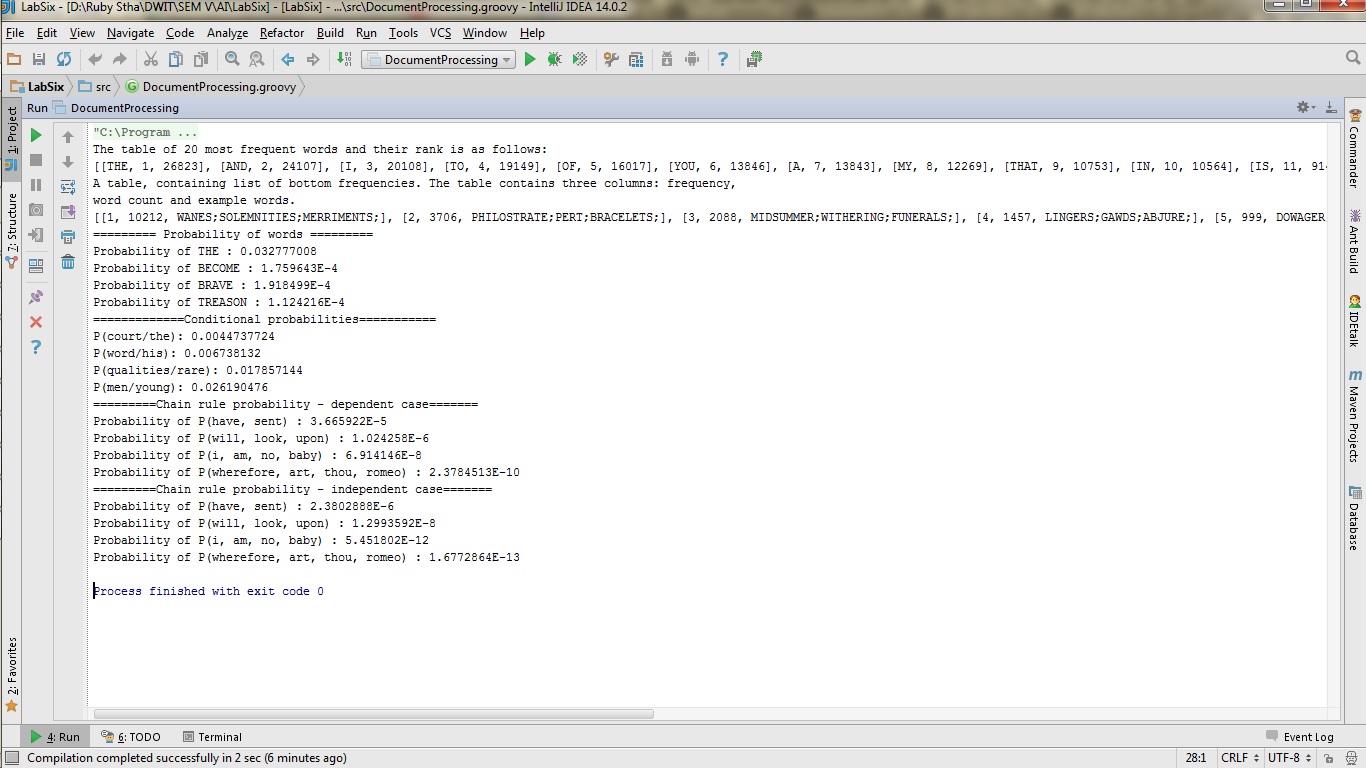 LabSix - [D:\Ruby Stha\DWIT\SEM V\AI\LabSix] - [LabSix] - ...\src\DocumentProcessing.groovy - IntelliJ IDEA 14.0.2
File Edit View Navigate Code Analyze Refactor Build Run Tools VCS Window Help
DocumentProcessing
LabSix src DocumentProcessing.groovy
Run DocumentProcessing
1: Project
7: Structure
2: Favorites
"C:\Program ...
The table of 20 most frequent words and their rank is as follows:
[[THE, 1, 26823], [AND, 2, 24107], [I, 3, 20108], [TO, 4, 19149], [OF, 5, 16017], [YOU, 6, 13846], [A, 7, 13843], [MY, 8, 12269], [THAT, 9, 10753], [IN, 10, 10564], [IS, 11, 914
A table, containing list of bottom frequencies. The table contains three columns: frequency,
word count and example words.
[[1, 10212, WANES;SOLEMNITIES;MERRIMENTS;], [2, 3706, PHILOSTRATE;PERT;BRACELETS;], [3, 2088, MIDSUMMER;WITHERING;FUNERALS;], [4, 1457, LINGERS;GAWDS;ABJURE;], [5, 999, DOWAGER
========= Probability of words =========
Probability of THE : 0.032777008
Probability of BECOME : 1.759643E-4
Probability of BRAVE : 1.918499E-4
Probability of TREASON : 1.124216E-4
=============Conditional probabilities===========
P(court/the): 0.0044737724
P(word/his): 0.006738132
P(qualities/rare): 0.017857144
P(men/young): 0.026190476
=========Chain rule probability - dependent case=======
Probability of P(have, sent) : 3.665922E-5
Probability of P(will, look, upon) : 1.024258E-6
Probability of P(i, am, no, baby) : 6.914146E-8
Probability of P(wherefore, art, thou, romeo) : 2.3784513E-10
=========Chain rule probability - independent case=======
Probability of P(have, sent) : 2.3802888E-6
Probability of P(will, look, upon) : 1.2993592E-8
Probability of P(i, am, no, baby) : 5.451802E-12
Probability of P(wherefore, art, thou, romeo) : 1.6772864E-13
Process finished with exit code 0
Commander
Ant Build
IDEtalk
Maven Projects
Database
4: Run 6: TODO Terminal Event Log
Compilation completed successfully in 2 sec (6 minutes ago) 28:1 CRLF UTF-8